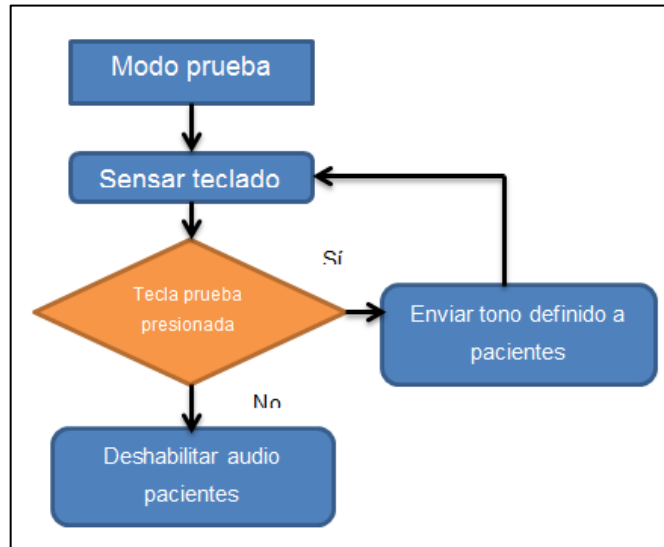 Modo prueba
Sensar teclado
Sí
Tecla prueba
presionada
Enviar tono definido a
pacientes
No
Deshabilitar audio
pacientes